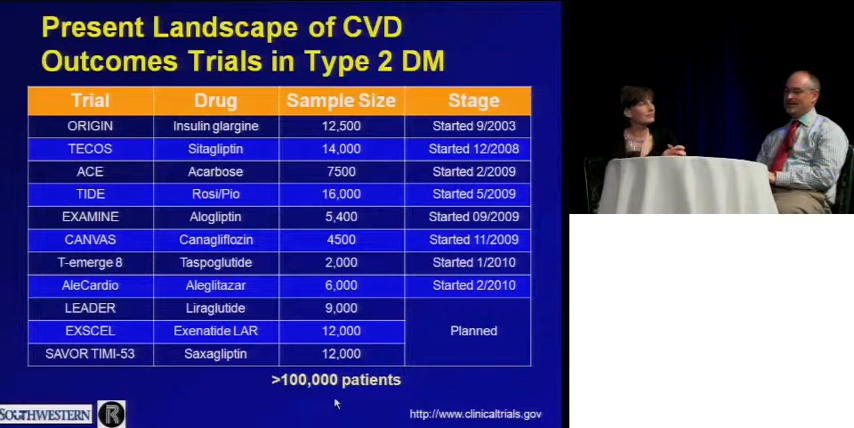 Present Landscape of CVD
Outcomes Trials in Type 2 DM
Trial Drug Sample Size Stage
ORIGIN Insulin glargine 12,500 Started 9/2003
TECOS Sitagliptin 14,000 Started 12/2008
ACE Acarbose 7500 Started 2/2009
TIDE Rosi/Pio 16,000 Started 5/2009
EXAMINE Alogliptin 5,400 Started 09/2009
CANVAS Canagliflozin 4500 Started 11/2009
T-emerge 8 Taspoglutide 2,000 Started 1/2010
AleCardio Aleglitazar 6,000 Started 2/2010
LEADER Liraglutide 9,000
EXSCEL Exenatide LAR 12,000 Planned
SAVOR TIMI-53 Saxagliptin 12,000
>100,000 patients
SOUTHWESTERN R http://www.clinicaltrials.gov